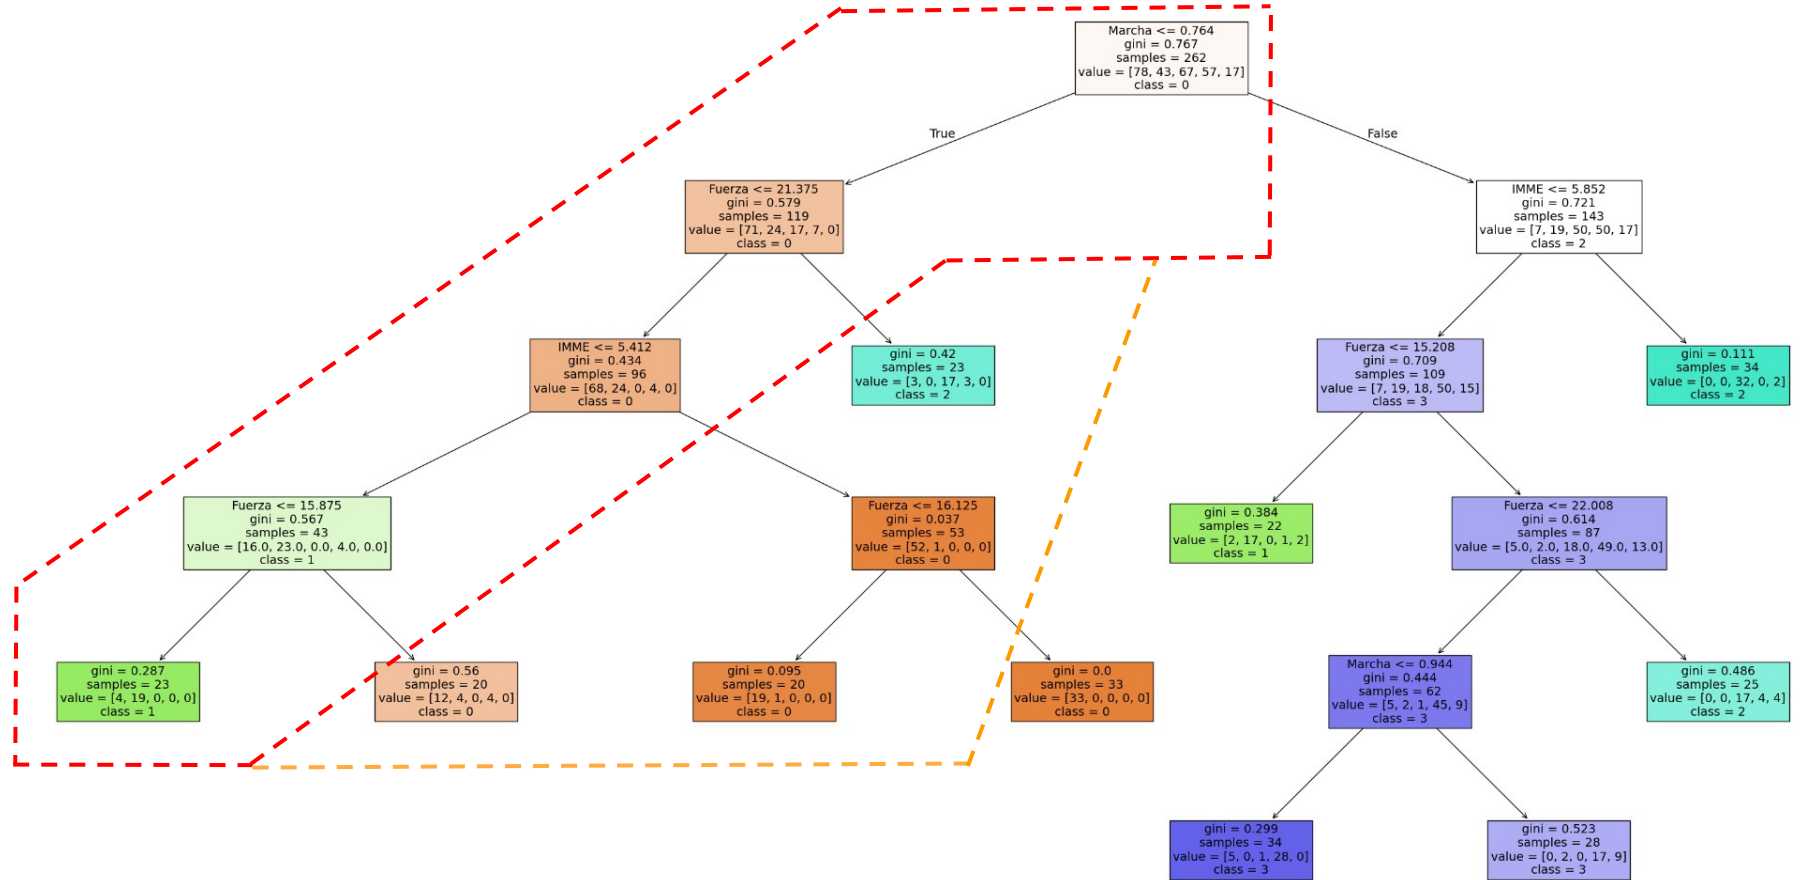 Marcha <= 0.764
gini = 0.767
samples = 262
value = [78, 43, 67, 57, 17]
class = 0
True
False
Fuerza <= 21.375
gini = 0.579
samples = 119
value = [71, 24, 17, 7, 0]
class = 0
IMME <= 5.852
gini = 0.721
samples = 143
value = [7, 19, 50, 50, 17]
class = 2
IMME <= 5.412
gini = 0.434
samples = 96
value = [68, 24, 0, 4, 0]
class = 0
gini = 0.42
samples = 23
value = [3, 0, 17, 3, 0]
class = 2
Fuerza <= 15.208
gini = 0.709
samples = 109
value = [7, 19, 18, 50, 15]
class = 3
gini = 0.111
samples = 34
value = [0, 0, 32, 0, 2]
class = 2
Fuerza <= 15.875
gini = 0.567
samples = 43
value = [16.0, 23.0, 0.0, 4.0, 0.0]
class = 1
Fuerza <= 16.125
gini = 0.037
samples = 53
value = [52, 1, 0, 0, 0]
class = 0
gini = 0.384
samples = 22
value = [2, 17, 0, 1, 2]
class = 1
Fuerza <= 22.008
gini = 0.614
samples = 87
value = [5.0, 2.0, 18.0, 49.0, 13.0]
class = 3
gini = 0.287
samples = 23
value = [4, 19, 0, 0, 0]
class = 1
gini = 0.56
samples = 20
value = [12, 4, 0, 4, 0]
class = 0
gini = 0.095
samples = 20
value = [19, 1, 0, 0, 0]
class = 0
gini = 0.0
samples = 33
value = [33, 0, 0, 0, 0]
class = 0
Marcha <= 0.944
gini = 0.444
samples = 62
value = [5, 2, 1, 45, 9]
class = 3
gini = 0.486
samples = 25
value = [0, 0, 17, 4, 4]
class = 2
gini = 0.299
samples = 34
value = [5, 0, 1, 28, 0]
class = 3
gini = 0.523
samples = 28
value = [0, 2, 0, 17, 9]
class = 3